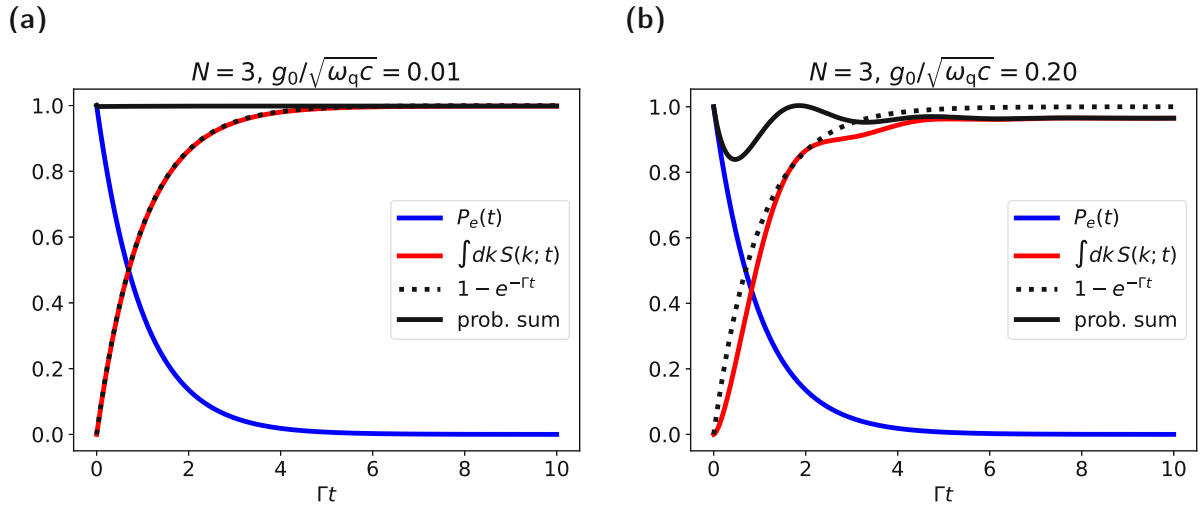 (a)
N = 3, g₀/√(ω_q c) = 0.01
1.0
0.8
0.6
0.4
0.2
0.0
P_e(t)
∫dk S(k; t)
1 − e^{−Γt}
prob. sum
0 2 4 6 8 10
Γt
(b)
N = 3, g₀/√(ω_q c) = 0.20
1.0
0.8
0.6
0.4
0.2
0.0
P_e(t)
∫dk S(k; t)
1 − e^{−Γt}
prob. sum
0 2 4 6 8 10
Γt